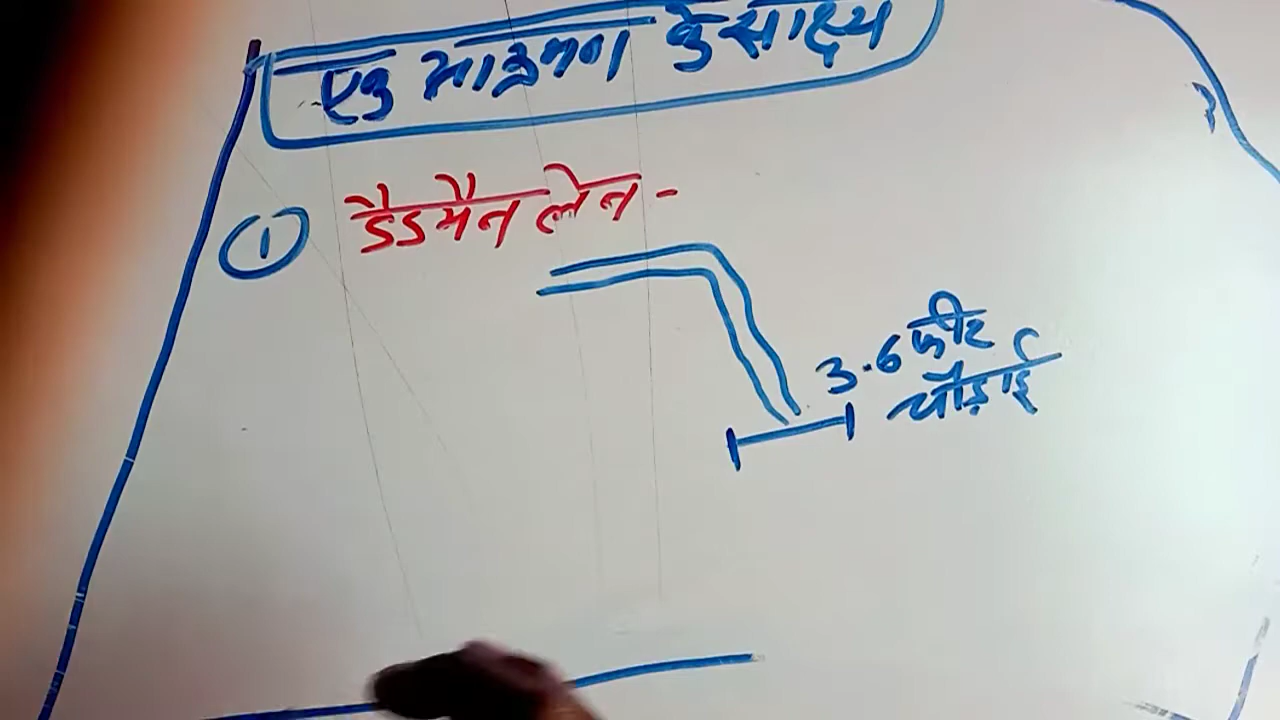 एक आक्रमण के साक्ष्य
① डैडमैन लेन -
3.6 फीट
चौड़ाई